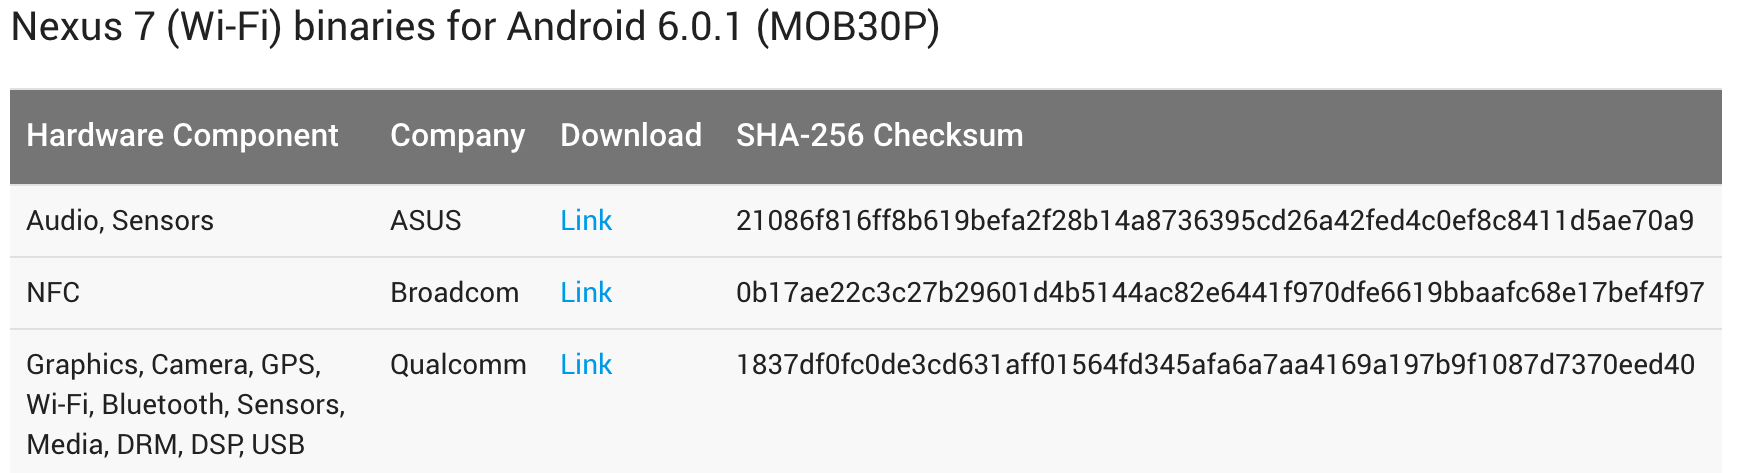 Nexus 7 (Wi-Fi) binaries for Android 6.0.1 (MOB30P)
Hardware Component Company Download SHA-256 Checksum
Audio, Sensors ASUS Link 21086f816ff8b619befa2f28b14a8736395cd26a42fed4c0ef8c8411d5ae70a9
NFC Broadcom Link 0b17ae22c3c27b29601d4b5144ac82e6441f970dfe6619bbaafc68e17bef4f97
Graphics, Camera, GPS, Qualcomm Link 1837df0fc0de3cd631aff01564fd345afa6a7aa4169a197b9f1087d7370eed40
Wi-Fi, Bluetooth, Sensors,
Media, DRM, DSP, USB